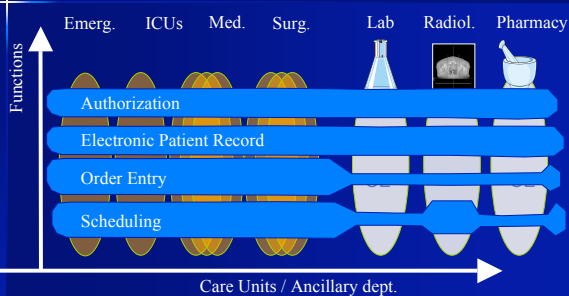 Emerg. ICUs Med. Surg. Lab Radiol. Pharmacy
Functions
Authorization
Electronic Patient Record
Order Entry
Scheduling
Care Units / Ancillary dept.